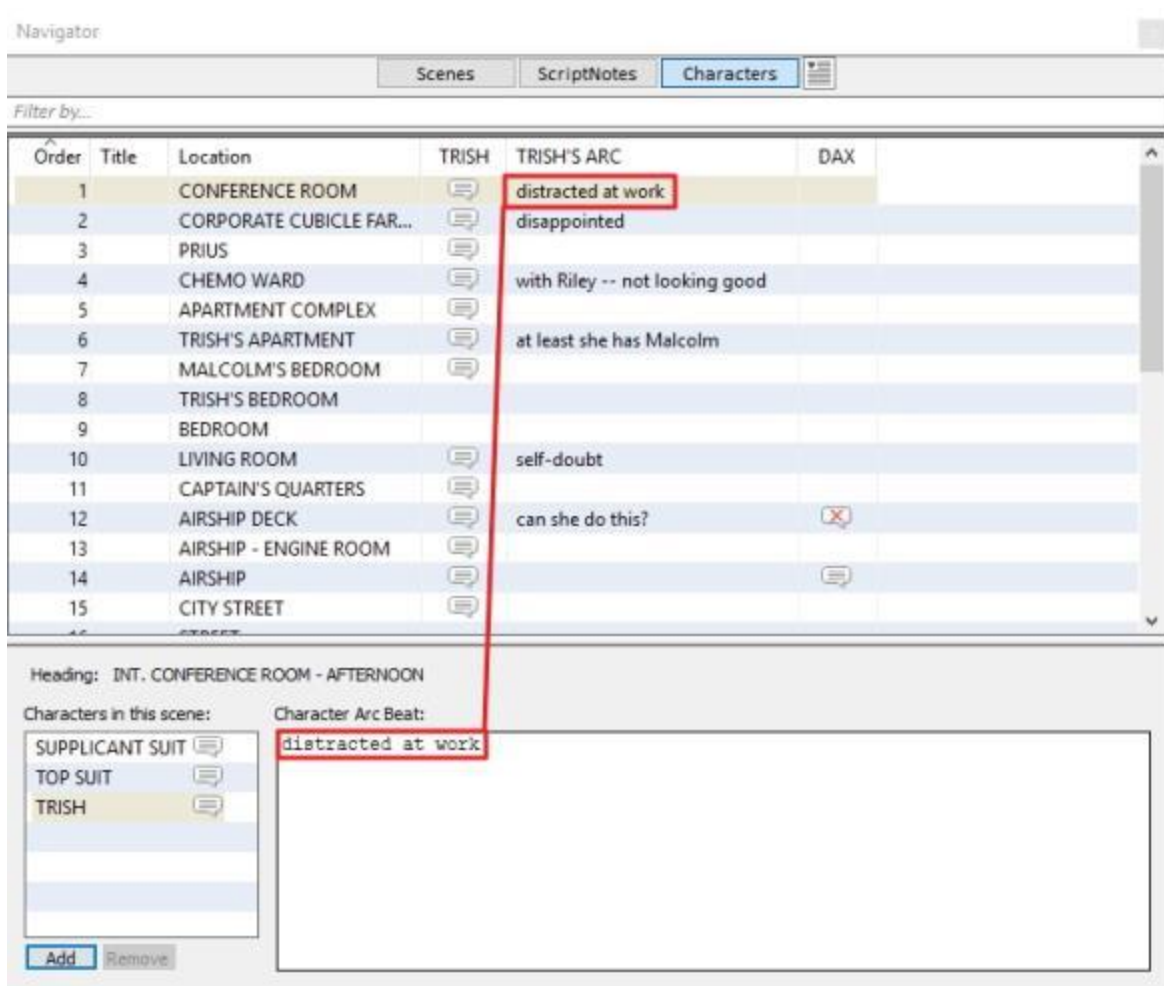 Navigator
Scenes ScriptNotes Characters
Filter by...
Order Title Location TRISH TRISH'S ARC DAX
1 CONFERENCE ROOM distracted at work
2 CORPORATE CUBICLE FAR... disappointed
3 PRIUS
4 CHEMO WARD with Riley -- not looking good
5 APARTMENT COMPLEX
6 TRISH'S APARTMENT at least she has Malcolm
7 MALCOLM'S BEDROOM
8 TRISH'S BEDROOM
9 BEDROOM
10 LIVING ROOM self-doubt
11 CAPTAIN'S QUARTERS
12 AIRSHIP DECK can she do this?
13 AIRSHIP - ENGINE ROOM
14 AIRSHIP
15 CITY STREET
Heading: INT. CONFERENCE ROOM - AFTERNOON
Characters in this scene: Character Arc Beat:
SUPPLICANT SUIT distracted at work
TOP SUIT
TRISH
Add Remove